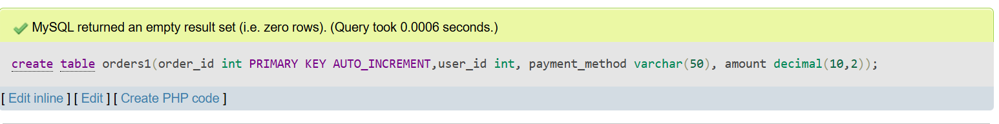 MySQL returned an empty result set (i.e. zero rows). (Query took 0.0006 seconds.)
create table orders1(order_id int PRIMARY KEY AUTO_INCREMENT,user_id int, payment_method varchar(50), amount decimal(10,2));
[ Edit inline ] [ Edit ] [ Create PHP code ]